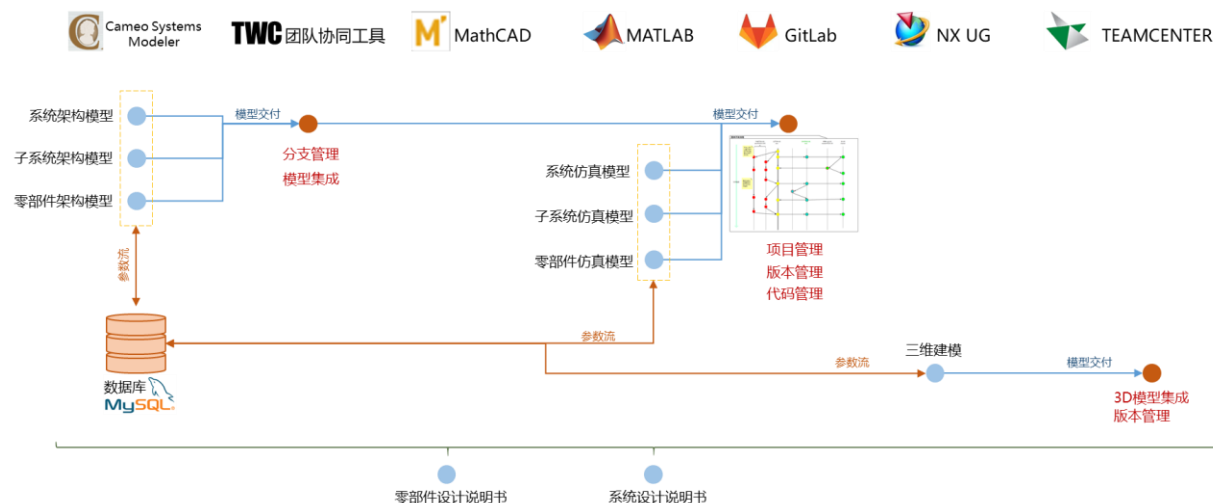 Cameo Systems
Modeler
TWC 团队协同工具
MathCAD
MATLAB
GitLab
NX UG
TEAMCENTER
系统架构模型
子系统架构模型
零部件架构模型
模型交付
分支管理
模型集成
系统仿真模型
子系统仿真模型
零部件仿真模型
模型交付
项目管理
版本管理
代码管理
参数流
数据库
MySQL
参数流
参数流
三维建模
模型交付
3D模型集成
版本管理
零部件设计说明书
系统设计说明书